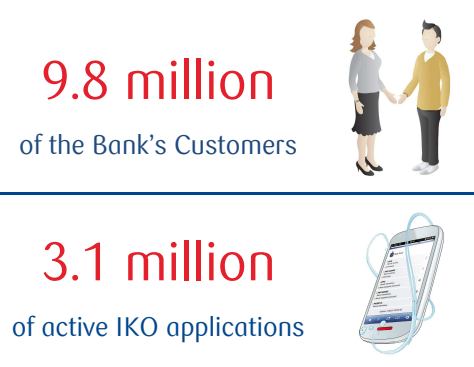 9.8 million
of the Bank's Customers
3.1 million
of active IKO applications